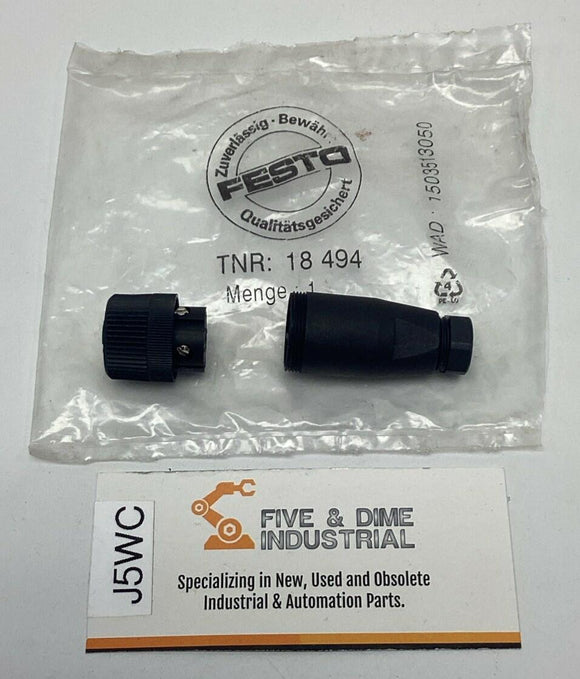 Zuverlässig · Bewäh
FESTO
Qualitätsgesichert
TNR: 18 494
Menge : 1
WAD · 1503513050
4
PE-LD
J5WC
FIVE & DIME
INDUSTRIAL
Specializing in New, Used and Obsolete
Industrial & Automation Parts.